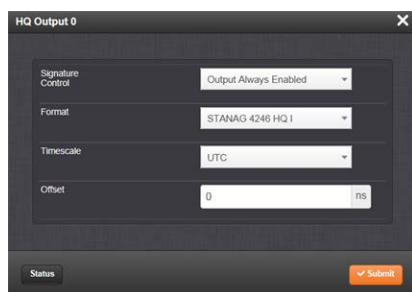 HQ Output 0
Signature
Control
Output Always Enabled
Format
STANAG 4246 HQ I
Timescale
UTC
Offset
0
ns
Status
Submit